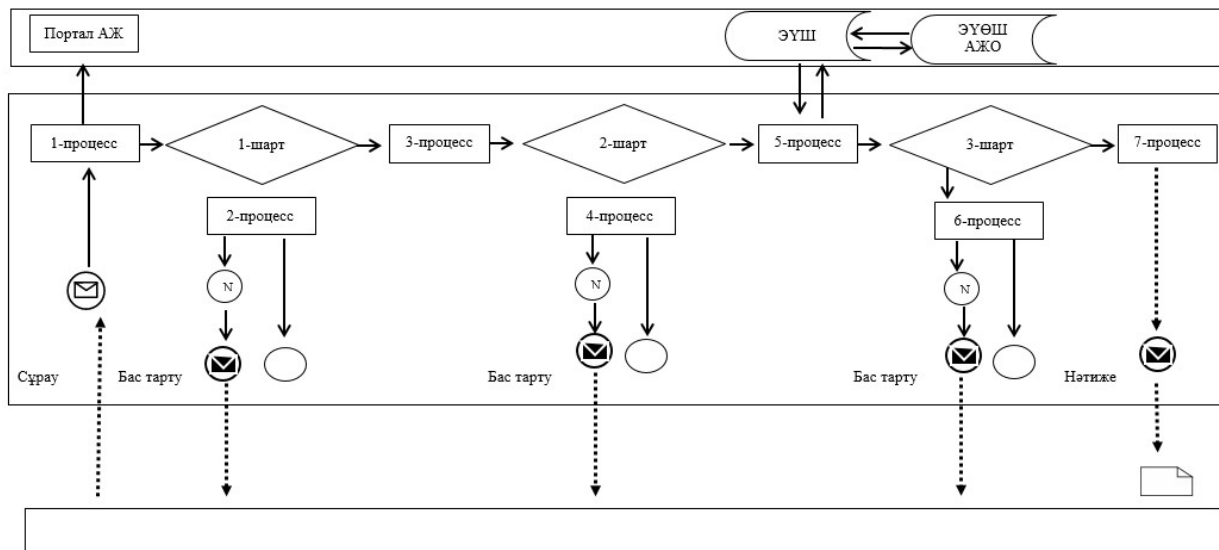 Портал АЖ
ЭҮШ
ЭҮӨШ
АЖО
1-процесс
1-шарт
3-процесс
2-шарт
5-процесс
3-шарт
7-процесс
2-процесс
4-процесс
6-процесс
N
N
N
Сұрау
Бас тарту
Бас тарту
Бас тарту
Нәтиже